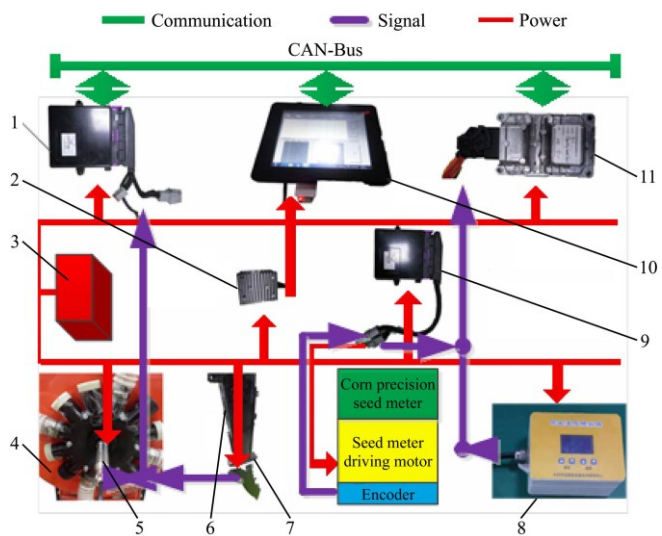 Communication Signal Power
CAN-Bus
1
2
3
11
10
9
Corn precision
seed meter
Seed meter
driving motor
Encoder
4
5
6
7
8